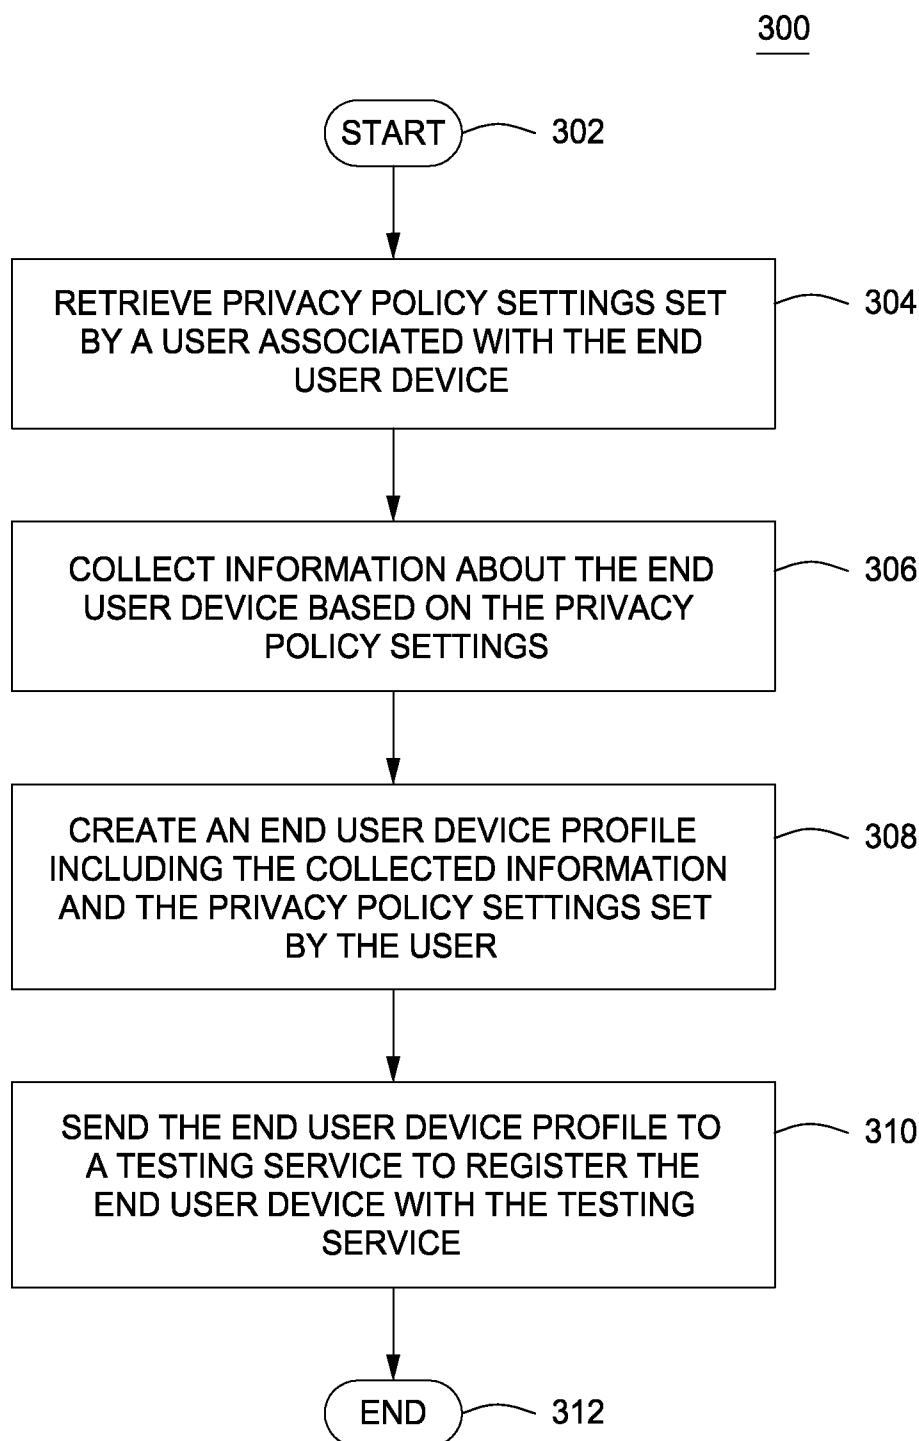 300
START
302
RETRIEVE PRIVACY POLICY SETTINGS SET
BY A USER ASSOCIATED WITH THE END
USER DEVICE
304
COLLECT INFORMATION ABOUT THE END
USER DEVICE BASED ON THE PRIVACY
POLICY SETTINGS
306
CREATE AN END USER DEVICE PROFILE
INCLUDING THE COLLECTED INFORMATION
AND THE PRIVACY POLICY SETTINGS SET
BY THE USER
308
SEND THE END USER DEVICE PROFILE TO
A TESTING SERVICE TO REGISTER THE
END USER DEVICE WITH THE TESTING
SERVICE
310
END
312